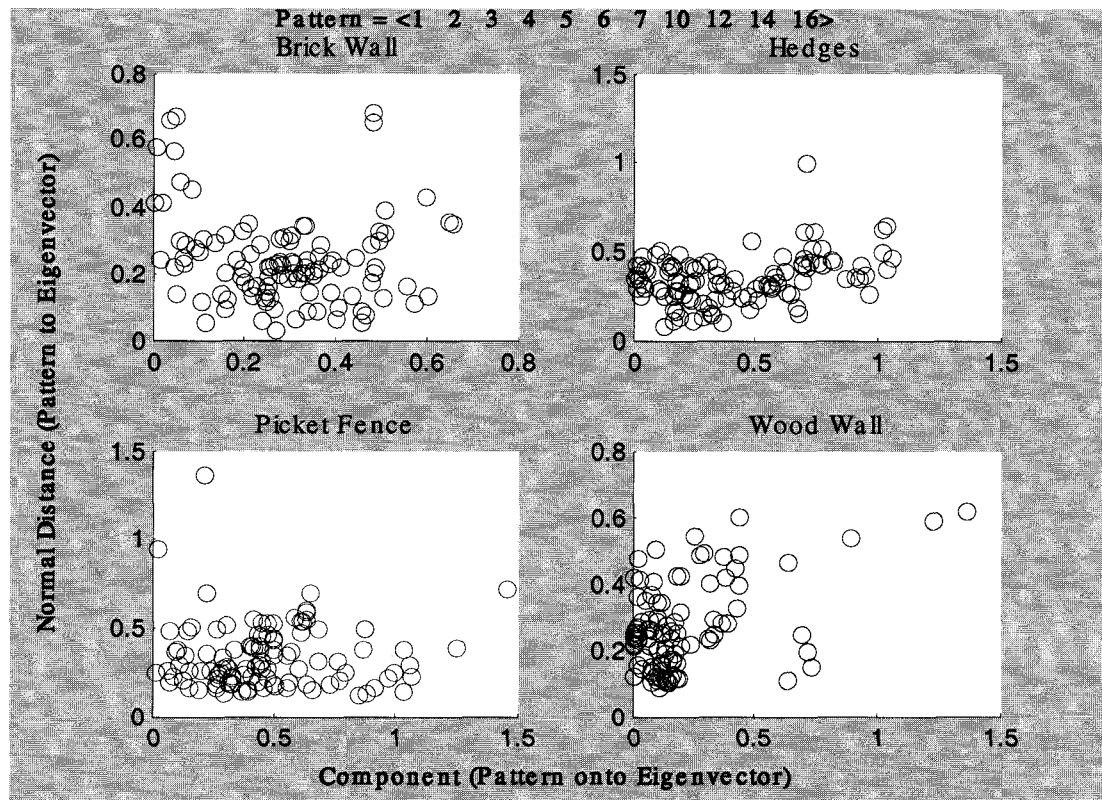 Pattern = <1 2 3 4 5 6 7 10 12 14 16>
Brick Wall
Hedges
0.8
0.6
0.4
0.2
0
0 0.2 0.4 0.6 0.8
1.5
1
0.5
0
0 0.5 1 1.5
Normal Distance (Pattern to Eigenvector)
Picket Fence
Wood Wall
1.5
1
0.5
0
0 0.5 1 1.5
0.8
0.6
0.4
0.2
0
0 0.5 1 1.5
Component (Pattern onto Eigenvector)